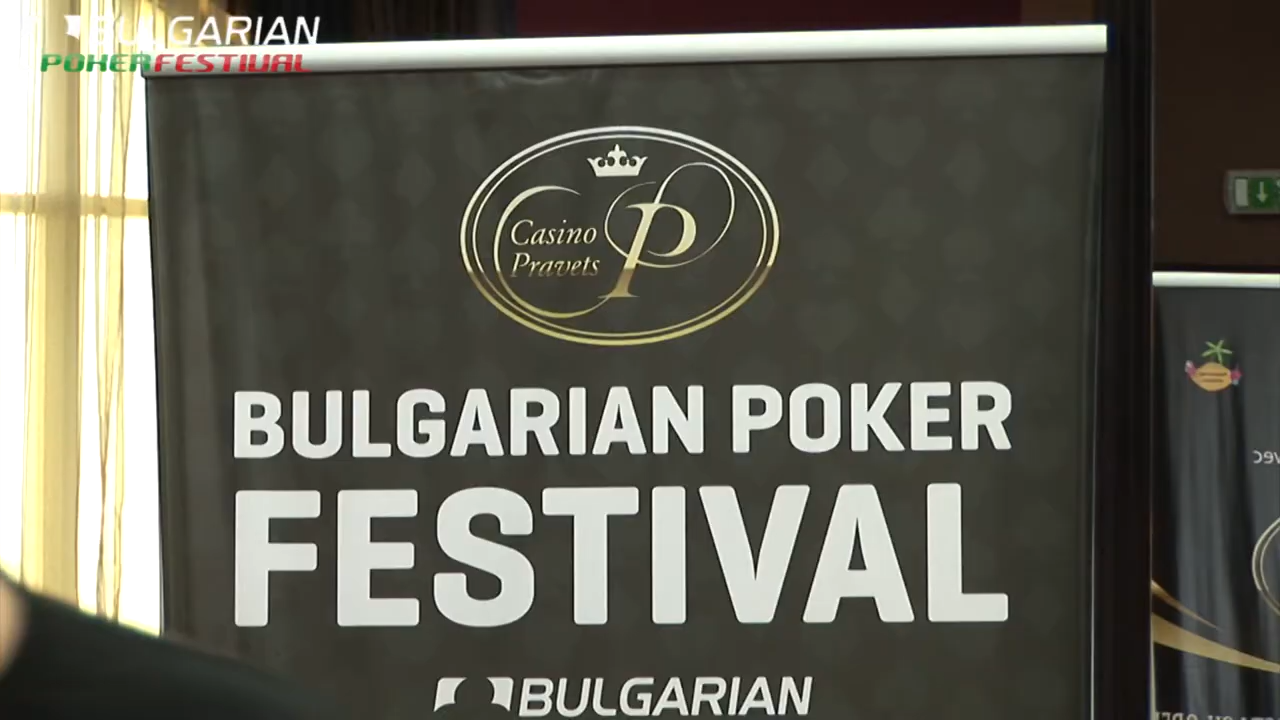 BULGARIAN
POKERFESTIVAL
Casino
Pravets
P
BULGARIAN POKER
FESTIVAL
BULGARIAN